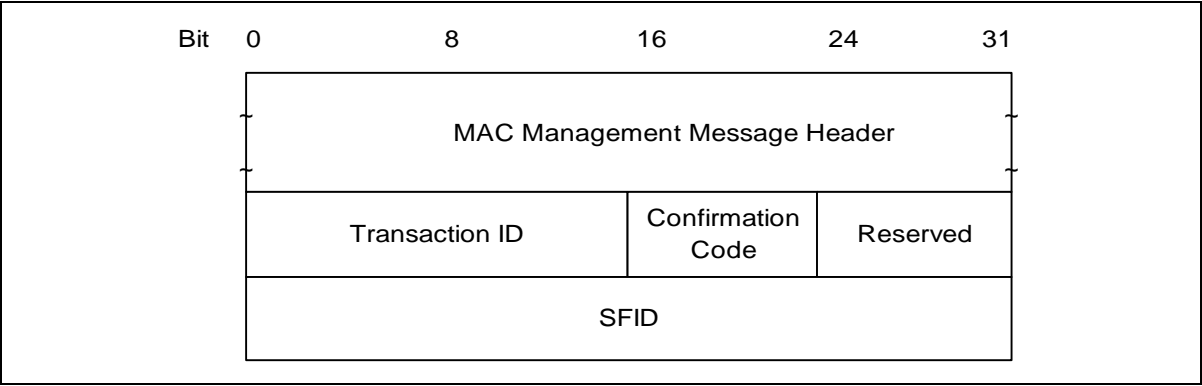 Bit 0 8 16 24 31
~ ~
MAC Management Message Header
~ ~
Transaction ID Confirmation Code Reserved
SFID